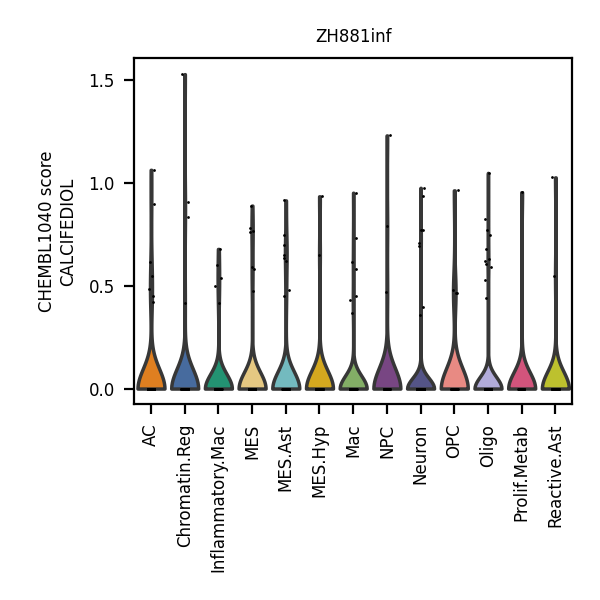 ZH881inf
CHEMBL1040 score
CALCIFEDIOL
1.5
1.0
0.5
0.0
AC
Chromatin.Reg
Inflammatory.Mac
MES
MES.Ast
MES.Hyp
Mac
NPC
Neuron
OPC
Oligo
Prolif.Metab
Reactive.Ast